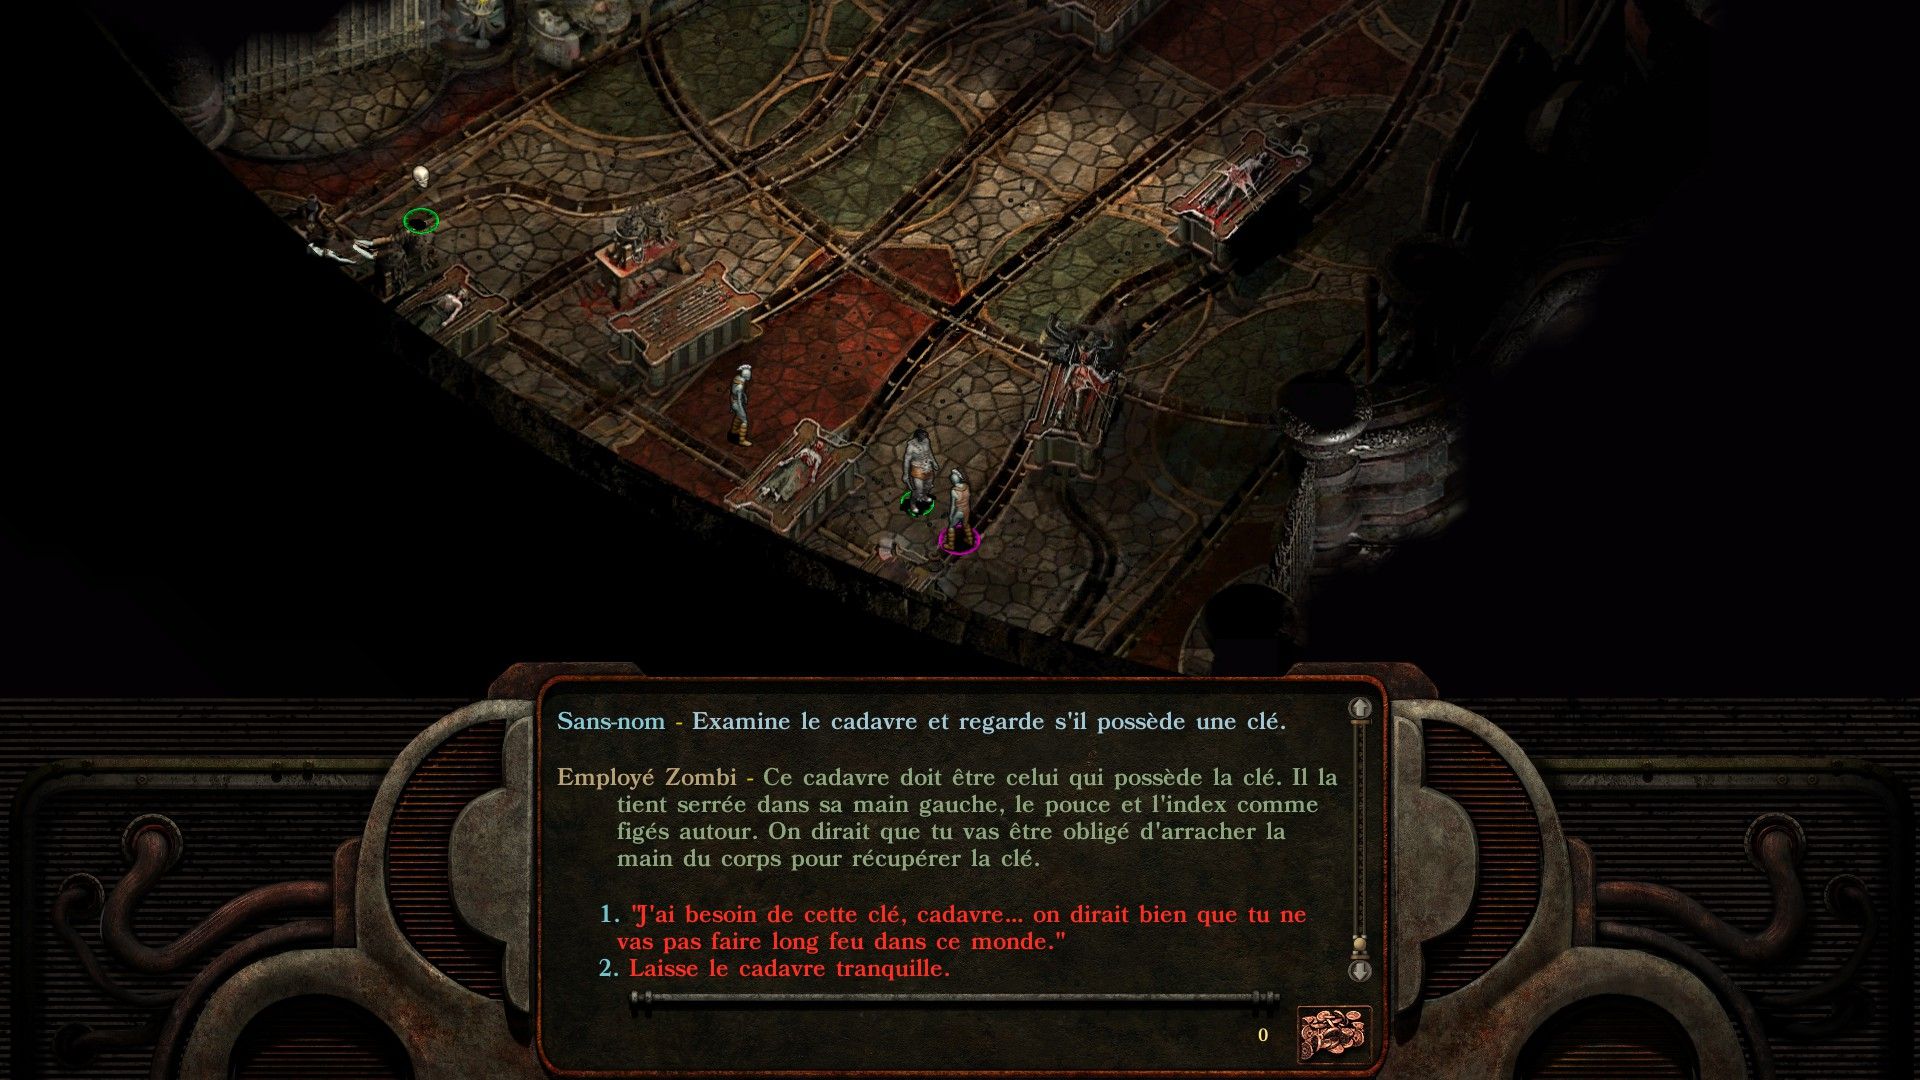 Sans-nom - Examine le cadavre et regarde s'il possède une clé.
Employé Zombi - Ce cadavre doit être celui qui possède la clé. Il la
tient serrée dans sa main gauche, le pouce et l'index comme
figés autour. On dirait que tu vas être obligé d'arracher la
main du corps pour récupérer la clé.
1. "J'ai besoin de cette clé, cadavre... on dirait bien que tu ne
vas pas faire long feu dans ce monde."
2. Laisse le cadavre tranquille.
0